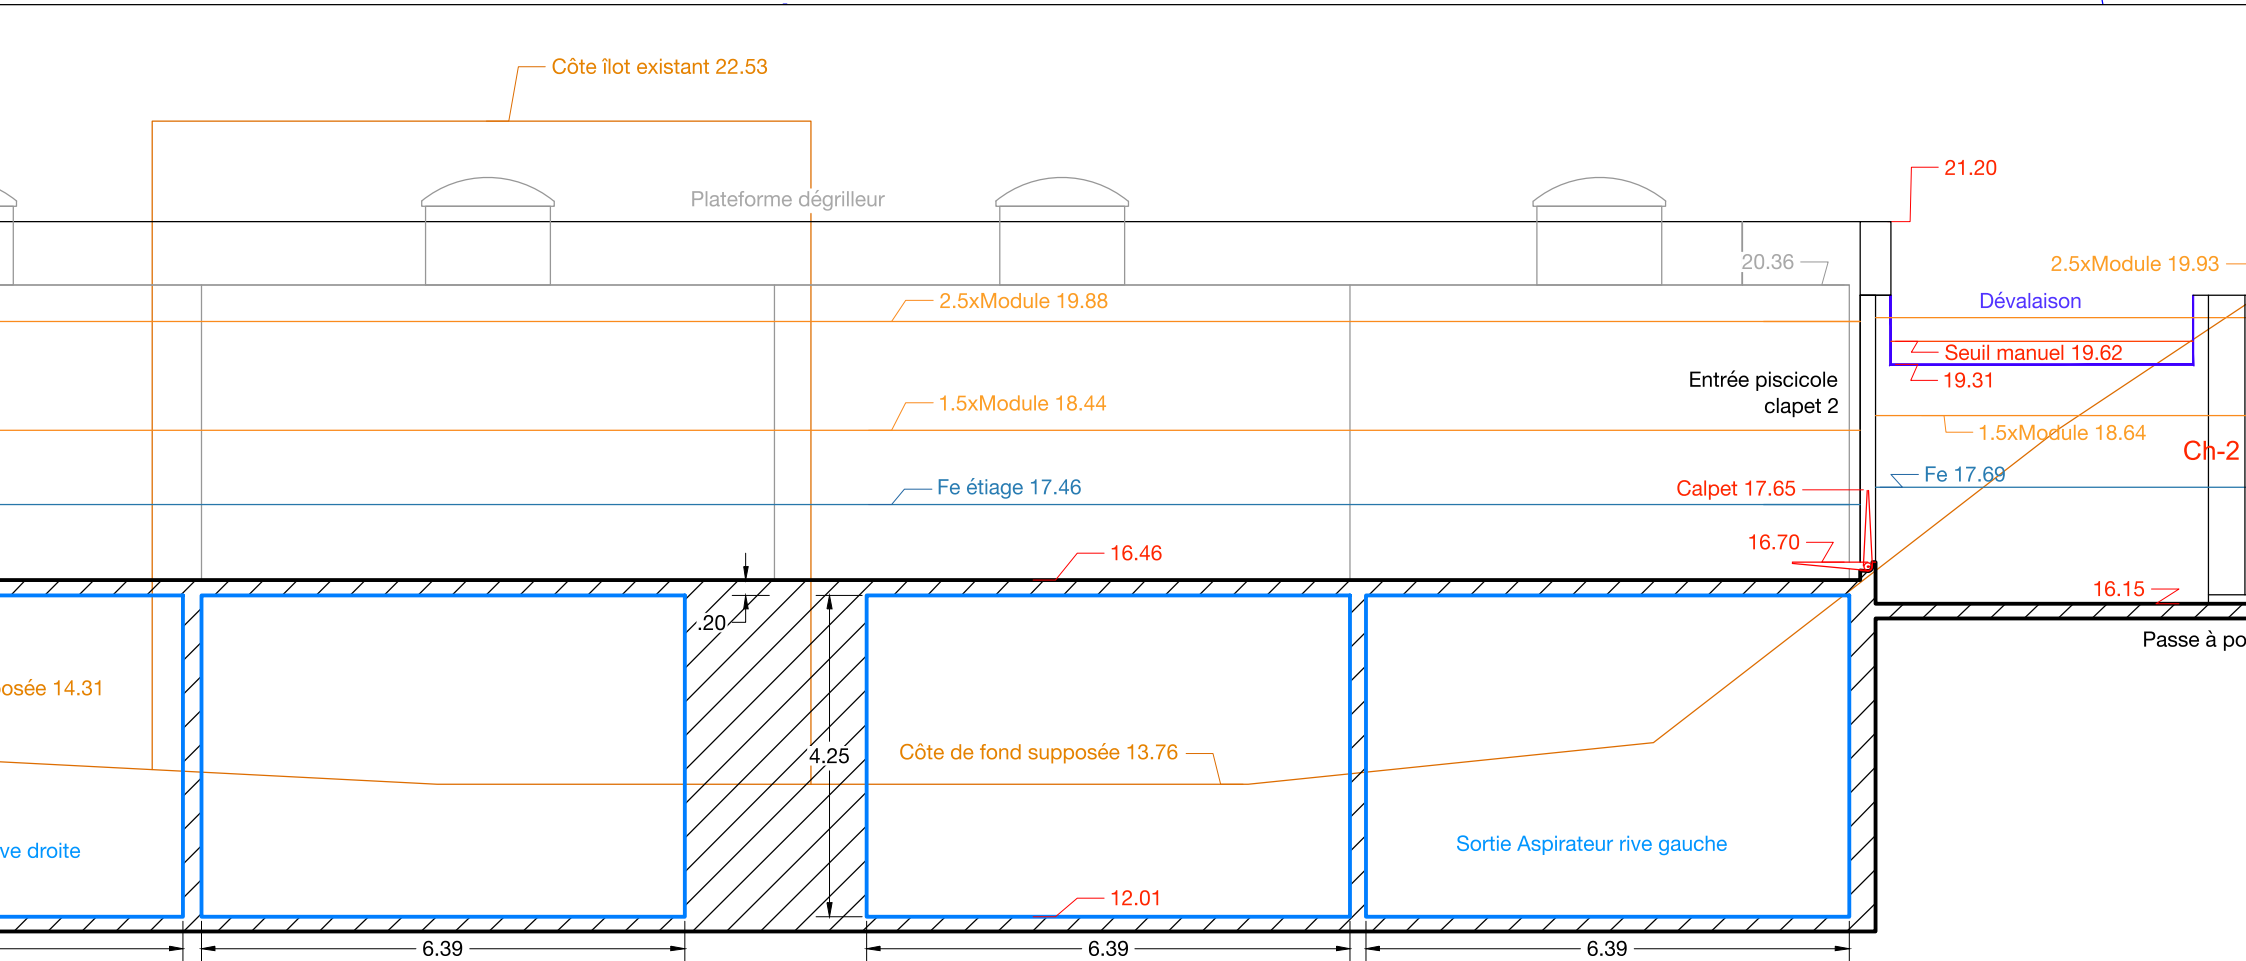 Côte îlot existant 22.53
21.20
Plateforme dégrilleur
20.36
2.5xModule 19.93
2.5xModule 19.88
Dévalaison
Seuil manuel 19.62
19.31
Entrée piscicole
clapet 2
1.5xModule 18.44
1.5xModule 18.64
Ch-2
Fe 17.69
Fe étiage 17.46
Calpet 17.65
16.70
16.46
16.15
.20
Passe à po
osée 14.31
4.25
Côte de fond supposée 13.76
ve droite
Sortie Aspirateur rive gauche
12.01
6.39
6.39
6.39